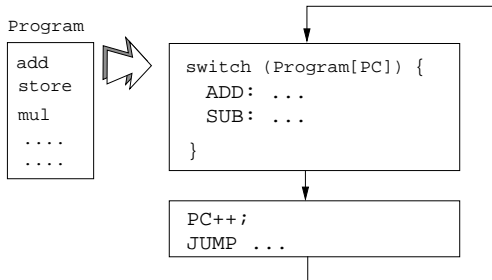 Program
add
store
mul
....
....
switch (Program[PC]) {
ADD: ...
SUB: ...
}
PC++;
JUMP ...